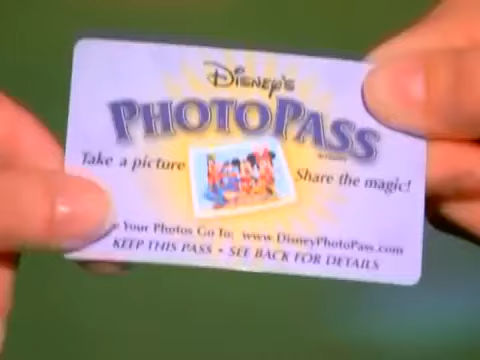 Disney's
PHOTOPASS
Take a picture
Share the magic!
e Your Photos Go To: www.DisneyPhotoPass.com
KEEP THIS PASS • SEE BACK FOR DETAILS